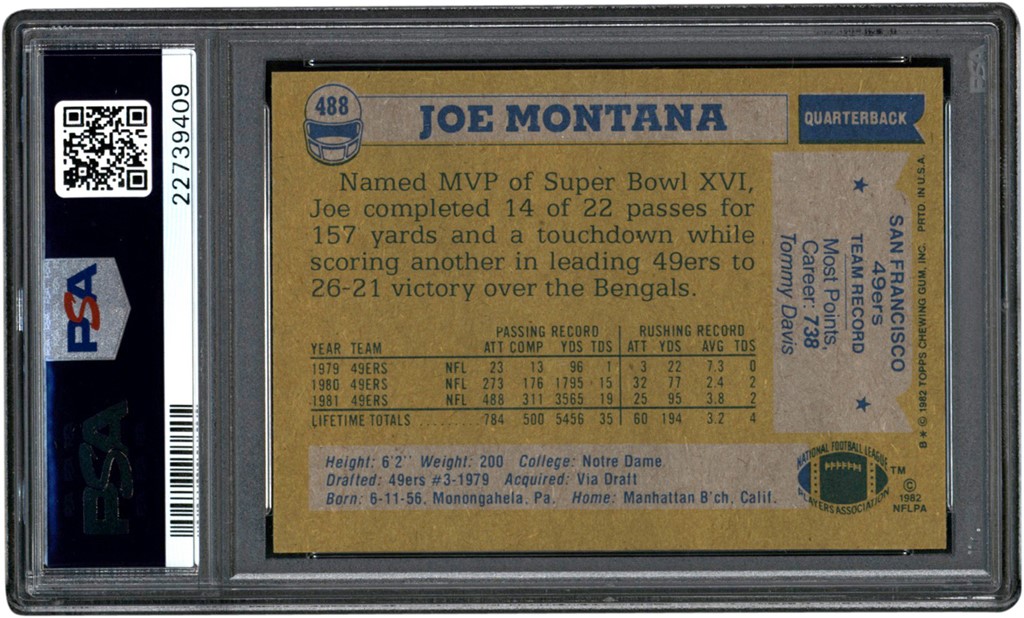 22739409
PSA
PSA
488
JOE MONTANA
QUARTERBACK
Named MVP of Super Bowl XVI,
Joe completed 14 of 22 passes for
157 yards and a touchdown while
scoring another in leading 49ers to
26-21 victory over the Bengals.
PASSING RECORD RUSHING RECORD
YEAR TEAM ATT COMP YDS TDS ATT YDS AVG TDS
1979 49ERS NFL 23 13 96 1 3 22 7.3 0
1980 49ERS NFL 273 176 1795 15 32 77 2.4 2
1981 49ERS NFL 488 311 3565 19 25 95 3.8 2
LIFETIME TOTALS ......... 784 500 5456 35 60 194 3.2 4
Height: 6'2" Weight: 200 College: Notre Dame
Drafted: 49ers #3-1979 Acquired: Via Draft
Born: 6-11-56, Monongahela, Pa. Home: Manhattan B'ch, Calif.
SAN FRANCISCO
49ers
TEAM RECORD
Most Points,
Career: 738
Tommy Davis
B * © 1982 TOPPS CHEWING GUM, INC. PRTD. IN U.S.A.
NATIONAL FOOTBALL LEAGUE
PLAYERS ASSOCIATION
TM
©
1982
NFLPA
PSA